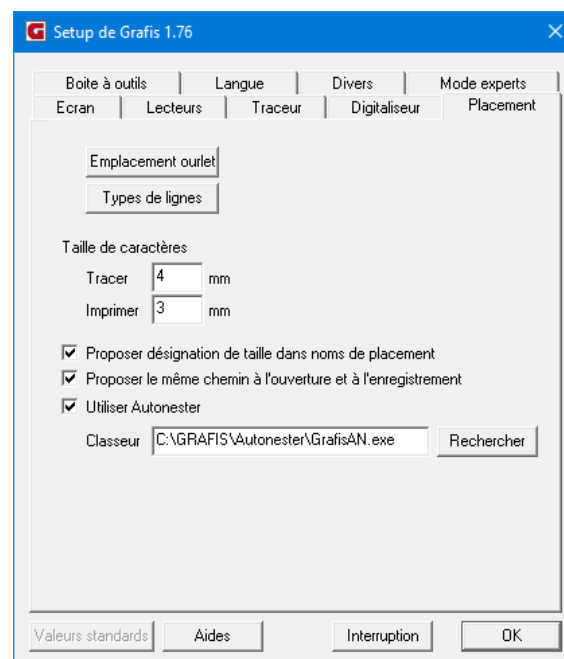 Setup de Grafis 1.76
Boite à outils Langue Divers Mode experts
Ecran Lecteurs Traceur Digitaliseur Placement
Emplacement ourlet
Types de lignes
Taille de caractères
Tracer 4 mm
Imprimer 3 mm
Proposer désignation de taille dans noms de placement
Proposer le même chemin à l'ouverture et à l'enregistrement
Utiliser Autonester
Classeur C:\GRAFIS\Autonester\GrafisAN.exe Rechercher
Valeurs standards Aides Interruption OK